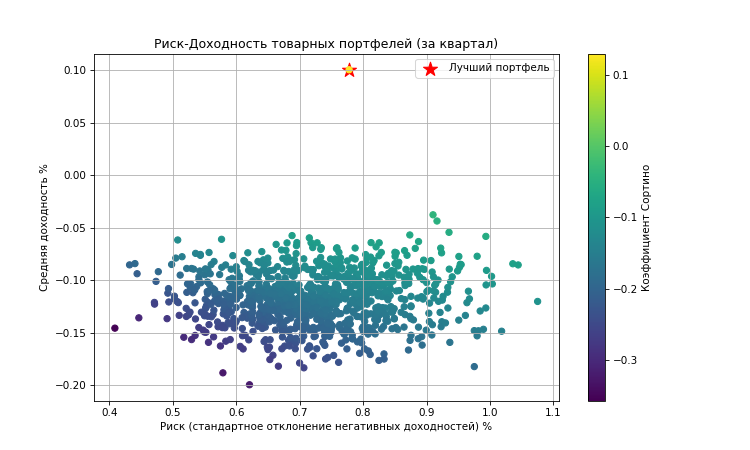 Риск-Доходность товарных портфелей (за квартал)
Лучший портфель
Средняя доходность %
0.10
0.05
0.00
−0.05
−0.10
−0.15
−0.20
0.4 0.5 0.6 0.7 0.8 0.9 1.0 1.1
Риск (стандартное отклонение негативных доходностей) %
0.1
0.0
−0.1
−0.2
−0.3
Коэффициент Сортино